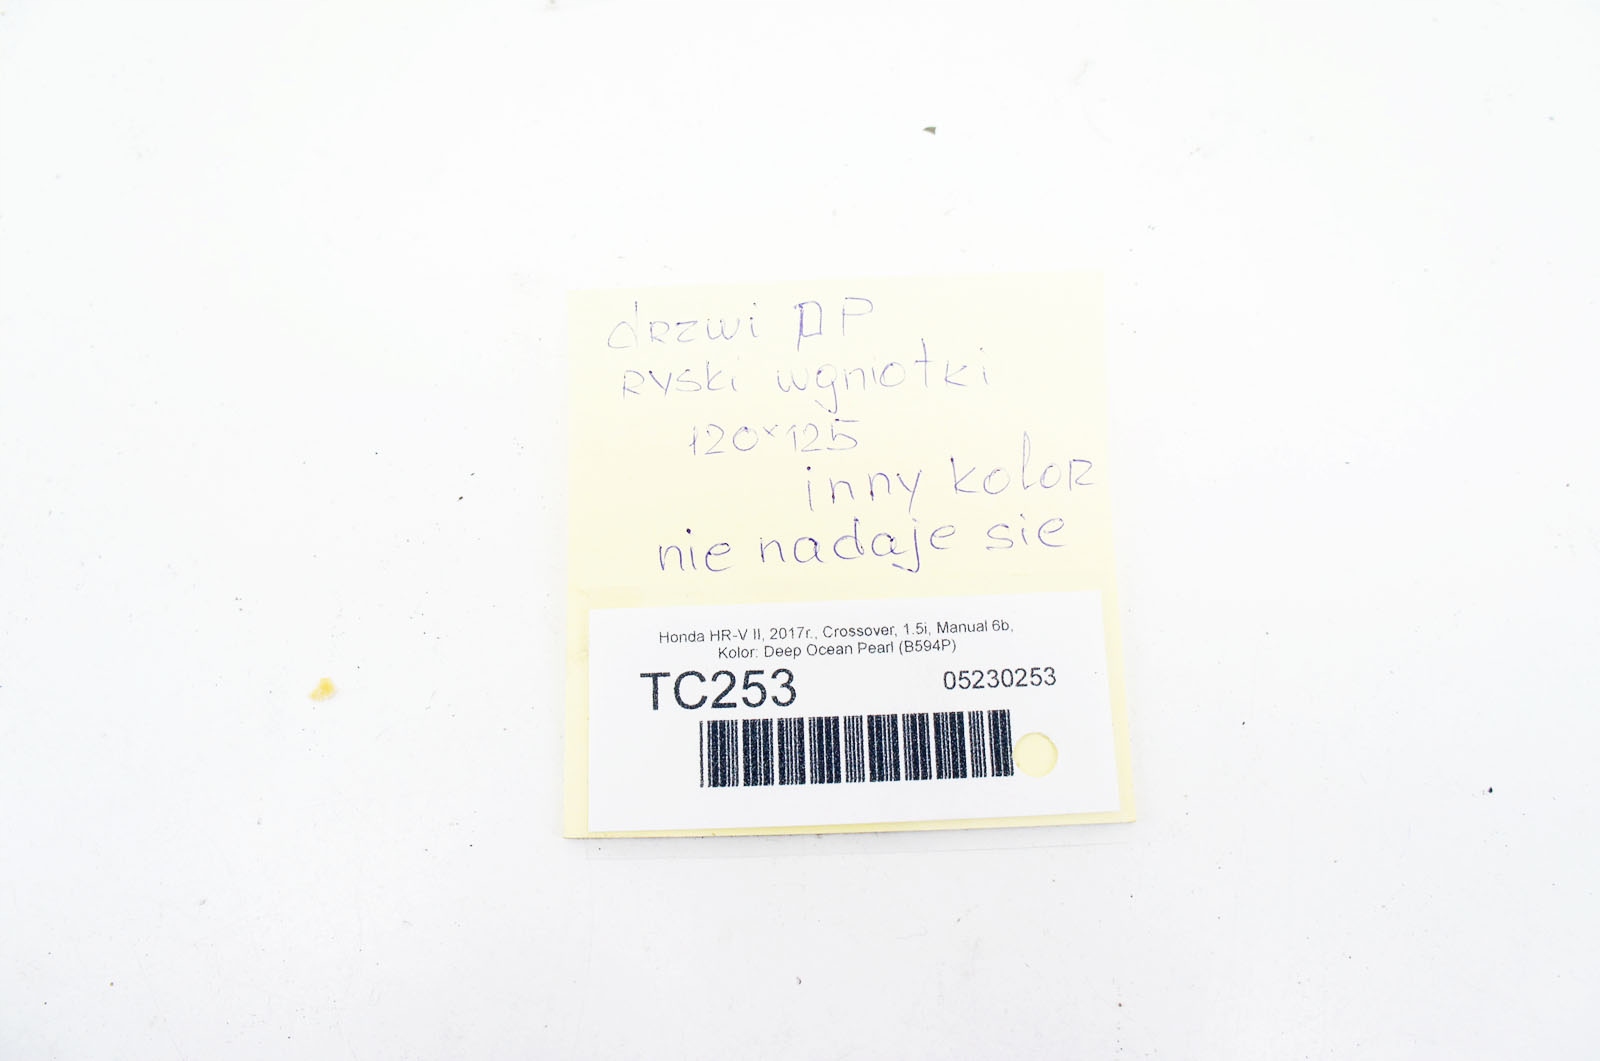 drzwi PP
ryski wgniotki
120x125
inny kolor
nie nadaje sie
Honda HR-V II, 2017r., Crossover, 1.5i, Manual 6b,
Kolor: Deep Ocean Pearl (B594P)
TC253 05230253